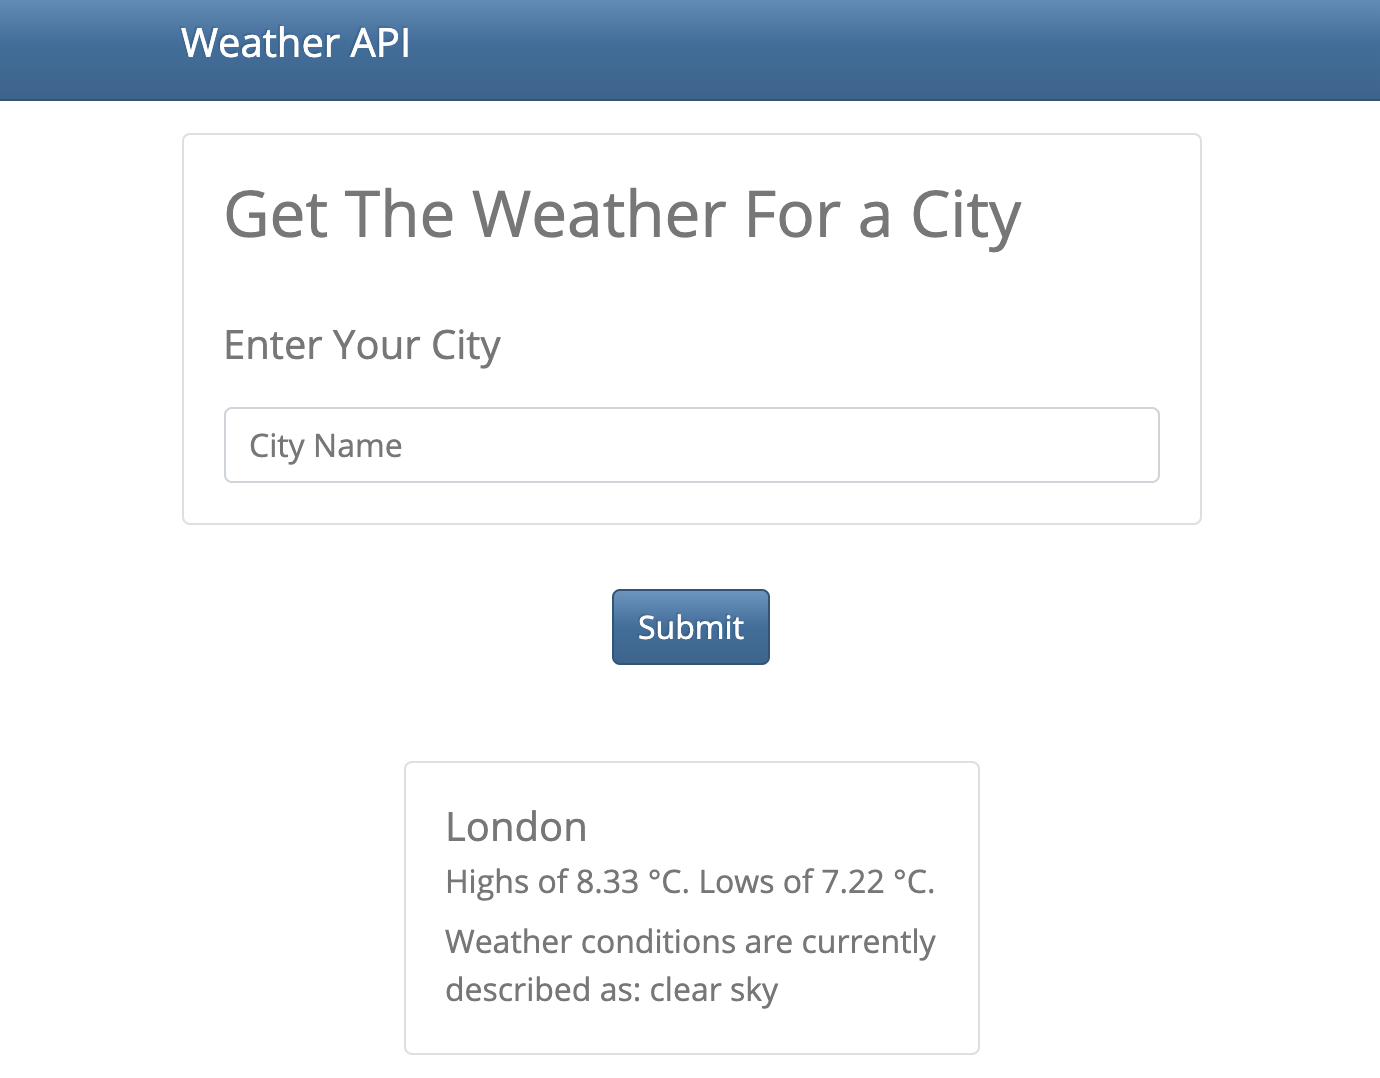 Weather API
Get The Weather For a City
Enter Your City
City Name
Submit
London
Highs of 8.33 °C. Lows of 7.22 °C.
Weather conditions are currently
described as: clear sky